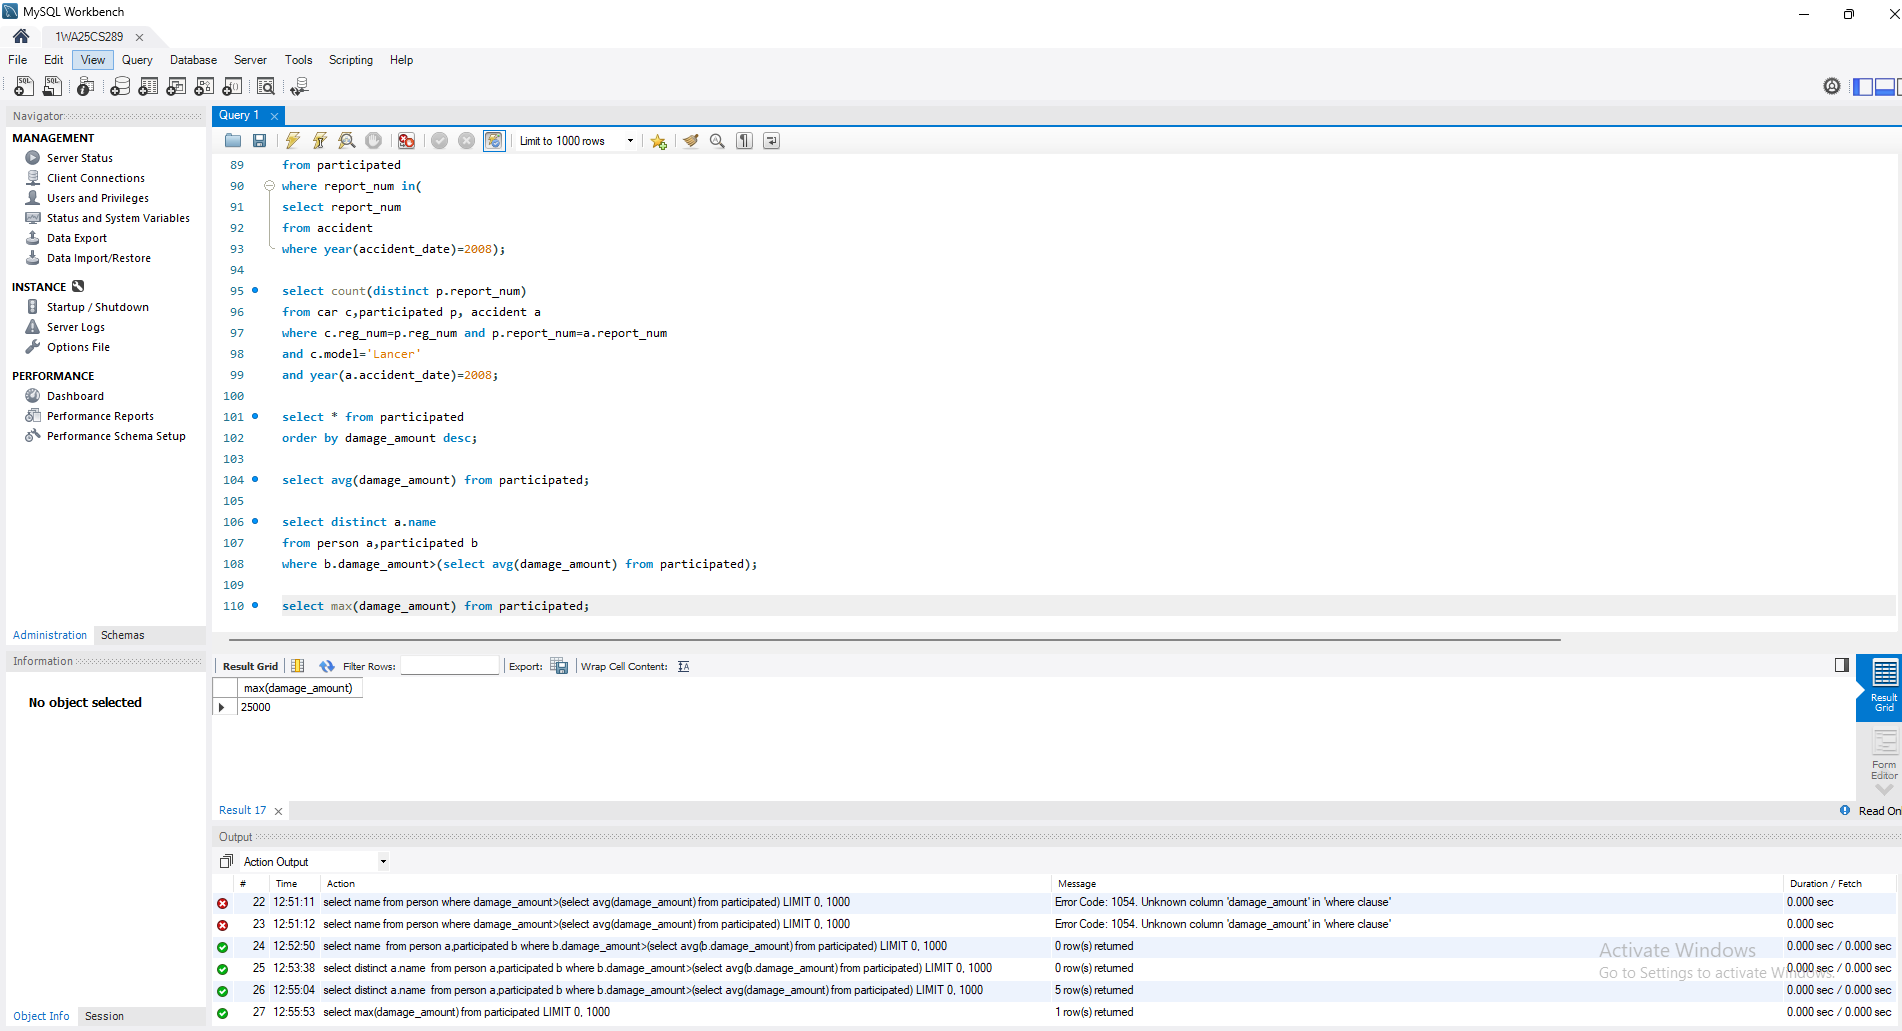 MySQL Workbench
1WA25CS289
File Edit View Query Database Server Tools Scripting Help
Navigator
MANAGEMENT
Server Status
Client Connections
Users and Privileges
Status and System Variables
Data Export
Data Import/Restore
INSTANCE
Startup / Shutdown
Server Logs
Options File
PERFORMANCE
Dashboard
Performance Reports
Performance Schema Setup
Administration Schemas
Information
No object selected
Object Info Session
Query 1
Limit to 1000 rows
89 from participated
90 where report_num in(
91 select report_num
92 from accident
93 where year(accident_date)=2008);
94
95 select count(distinct p.report_num)
96 from car c,participated p, accident a
97 where c.reg_num=p.reg_num and p.report_num=a.report_num
98 and c.model='Lancer'
99 and year(a.accident_date)=2008;
100
101 select * from participated
102 order by damage_amount desc;
103
104 select avg(damage_amount) from participated;
105
106 select distinct a.name
107 from person a,participated b
108 where b.damage_amount>(select avg(damage_amount) from participated);
109
110 select max(damage_amount) from participated;
Result Grid Filter Rows: Export: Wrap Cell Content:
max(damage_amount)
25000
Result Grid
Form Editor
Result 17
Read On
Output
Action Output
# Time Action Message Duration / Fetch
22 12:51:11 select name from person where damage_amount>(select avg(damage_amount) from participated) LIMIT 0, 1000 Error Code: 1054. Unknown column 'damage_amount' in 'where clause' 0.000 sec
23 12:51:12 select name from person where damage_amount>(select avg(damage_amount) from participated) LIMIT 0, 1000 Error Code: 1054. Unknown column 'damage_amount' in 'where clause' 0.000 sec
24 12:52:50 select name from person a,participated b where b.damage_amount>(select avg(b.damage_amount) from participated) LIMIT 0, 1000 0 row(s) returned 0.000 sec / 0.000 sec
25 12:53:38 select distinct a.name from person a,participated b where b.damage_amount>(select avg(b.damage_amount) from participated) LIMIT 0, 1000 0 row(s) returned 0.000 sec / 0.000 sec
26 12:55:04 select distinct a.name from person a,participated b where b.damage_amount>(select avg(damage_amount) from participated) LIMIT 0, 1000 5 row(s) returned 0.000 sec / 0.000 sec
27 12:55:53 select max(damage_amount) from participated LIMIT 0, 1000 1 row(s) returned 0.000 sec / 0.000 sec
Activate Windows
Go to Settings to activate Windows.